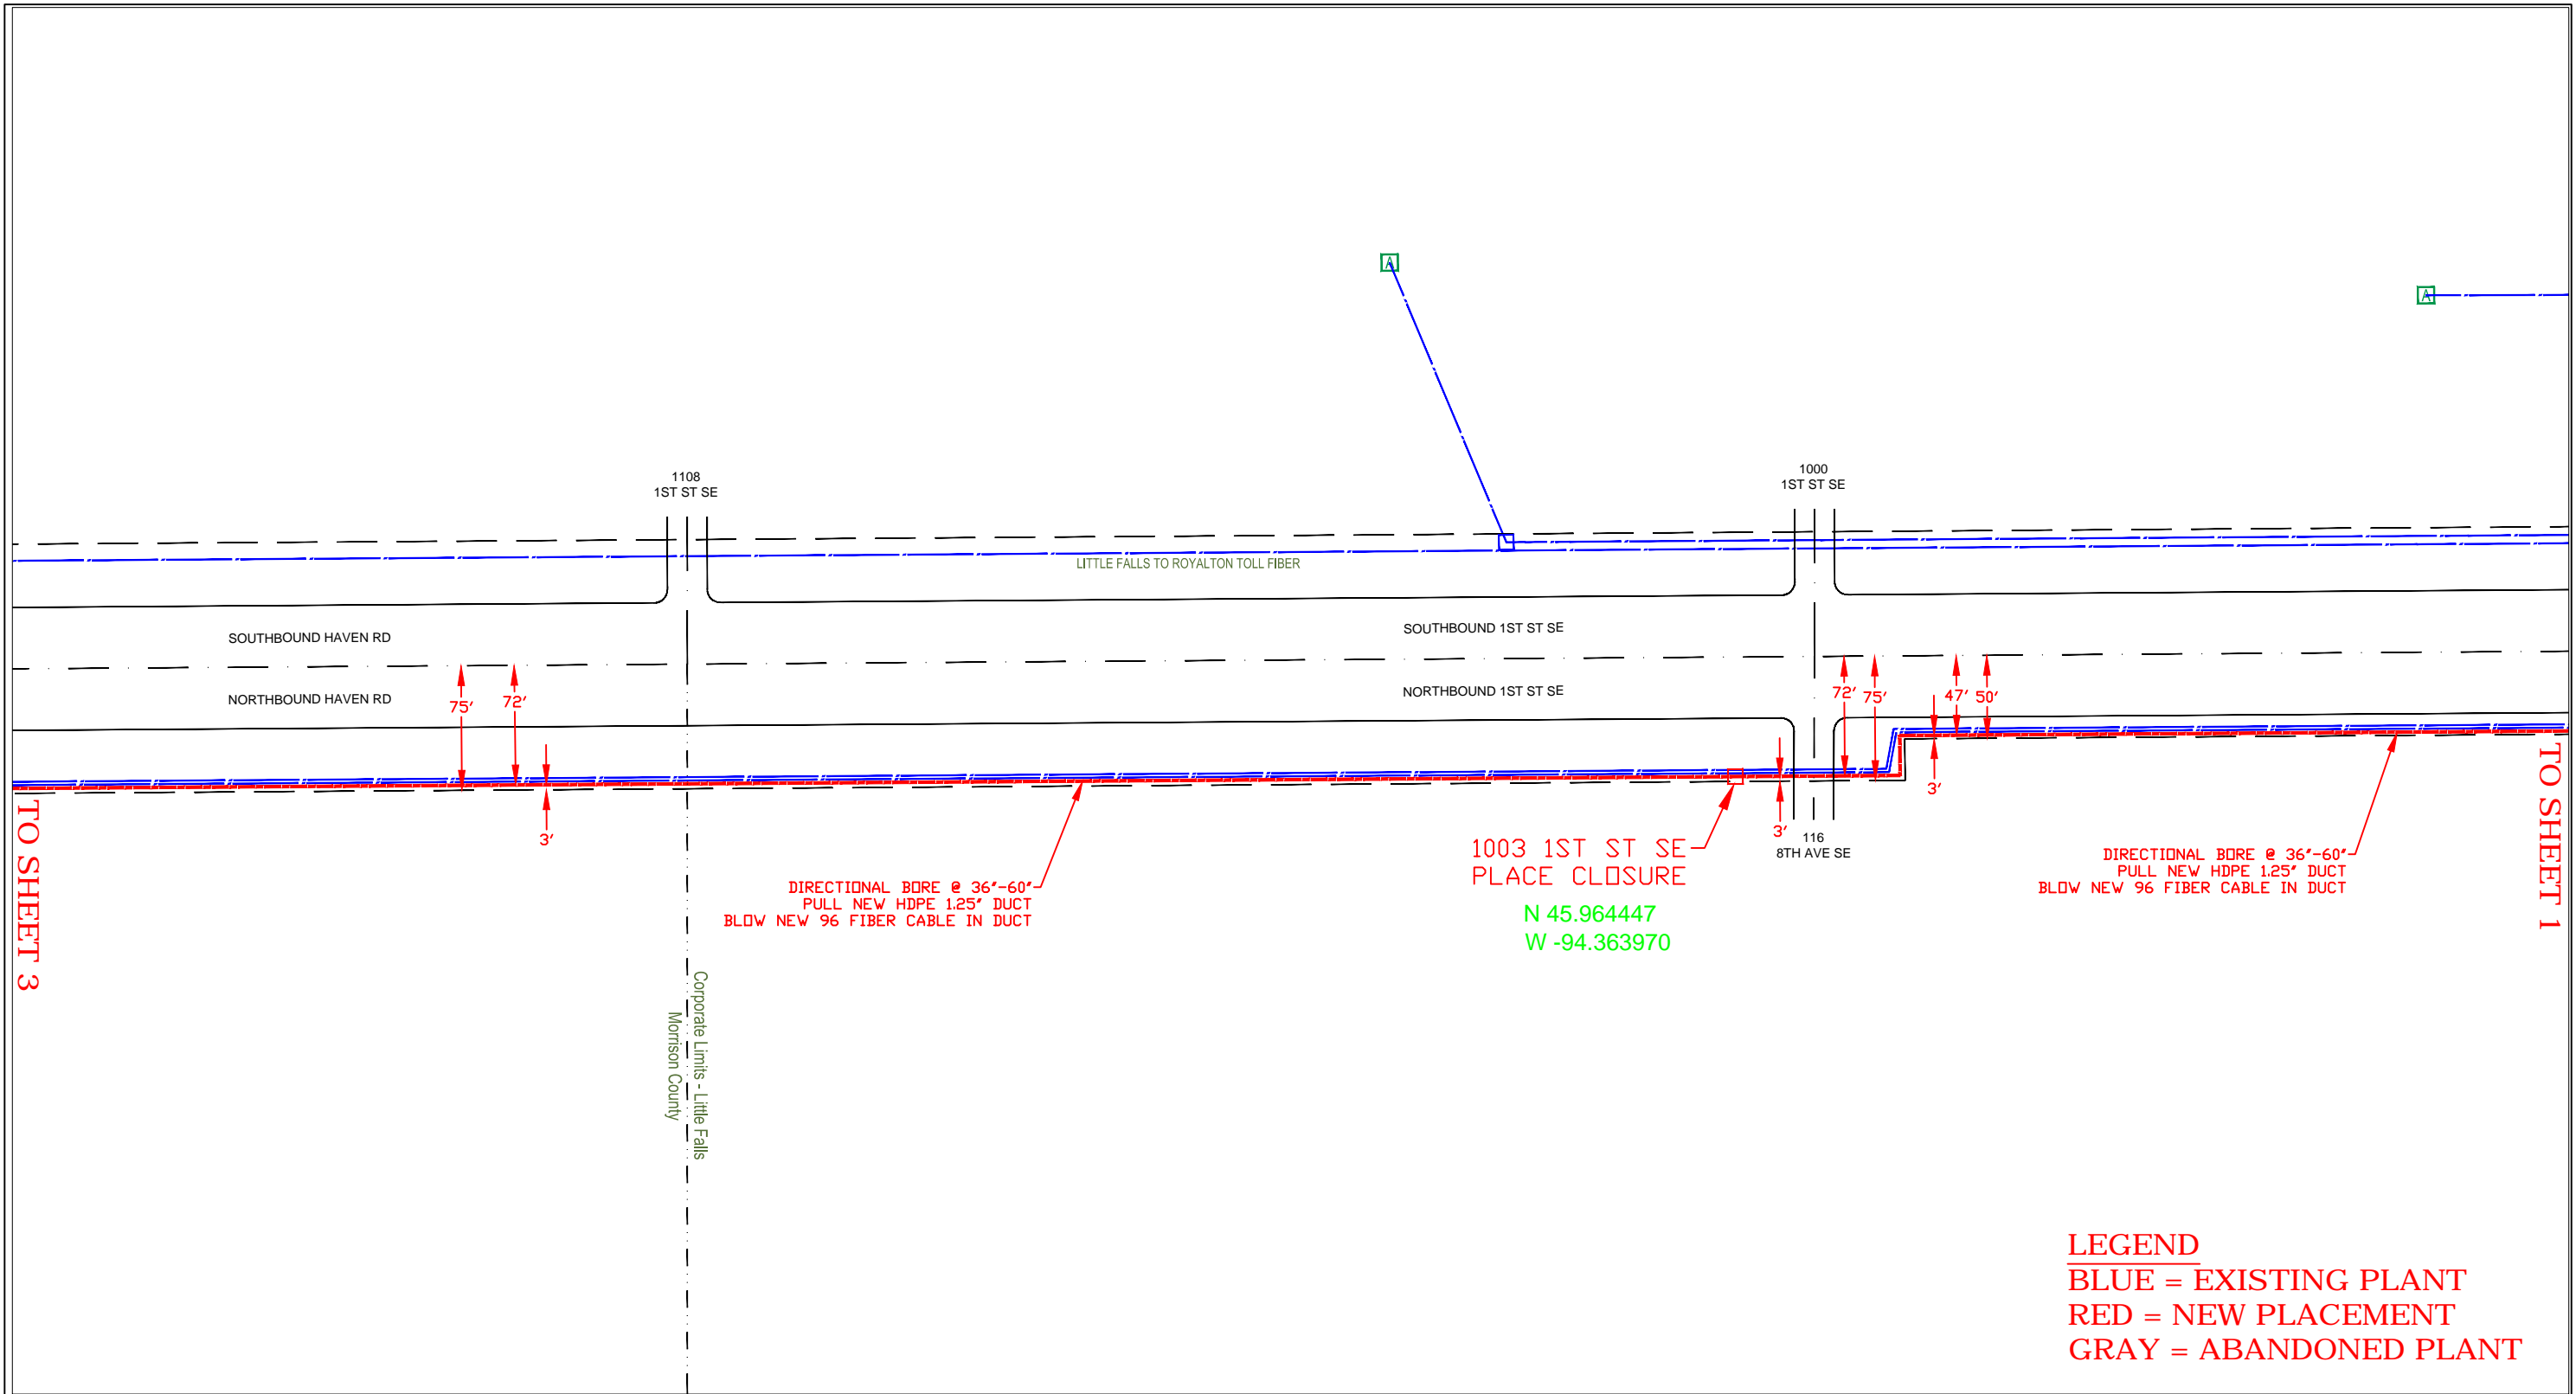 A
A
1108
1ST ST SE
1000
1ST ST SE
LITTLE FALLS TO ROYALTON TOLL FIBER
SOUTHBOUND HAVEN RD
SOUTHBOUND 1ST ST SE
NORTHBOUND HAVEN RD
NORTHBOUND 1ST ST SE
75'
72'
72'
75'
47'
50'
3'
3'
3'
116
8TH AVE SE
TO SHEET 3
TO SHEET 1
DIRECTIONAL BORE @ 36"-60"
PULL NEW HDPE 1.25" DUCT
BLOW NEW 96 FIBER CABLE IN DUCT
1003 1ST ST SE
PLACE CLOSURE
N 45.964447
W -94.363970
DIRECTIONAL BORE @ 36"-60"
PULL NEW HDPE 1.25" DUCT
BLOW NEW 96 FIBER CABLE IN DUCT
Corporate Limits - Little Falls
Morrison County
LEGEND
BLUE = EXISTING PLANT
RED = NEW PLACEMENT
GRAY = ABANDONED PLANT